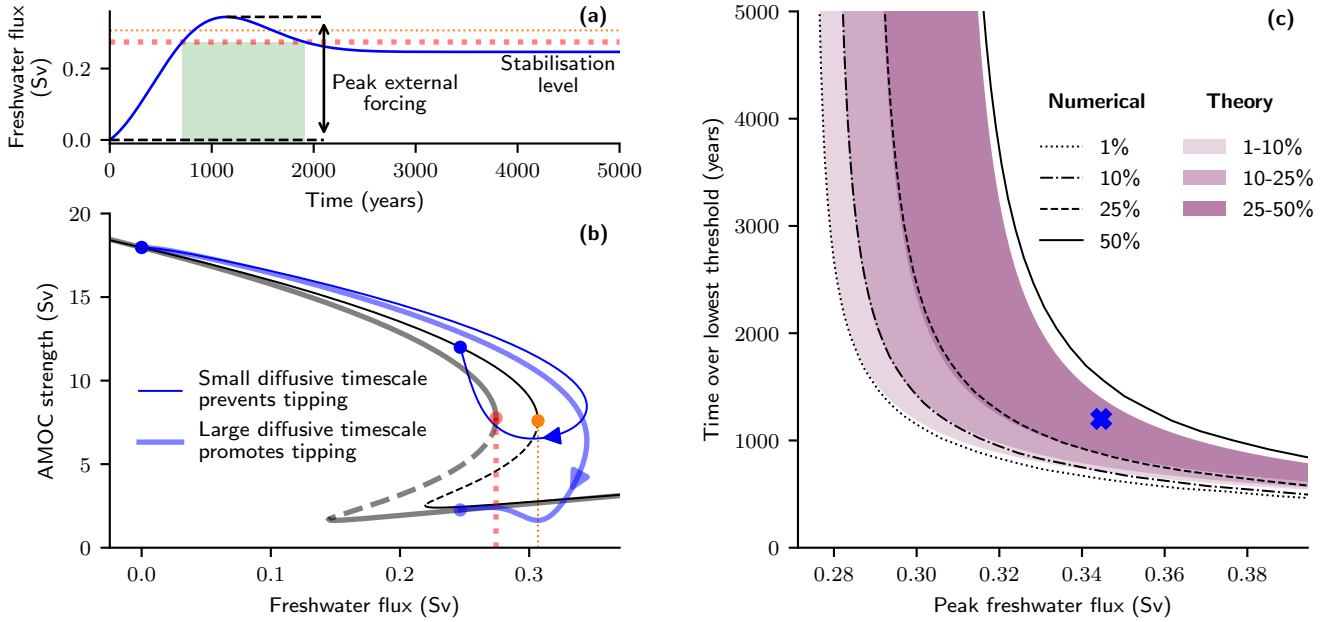 (a)
Freshwater flux
(Sv)
0.2
0.0
Peak external
forcing
Stabilisation
level
0
1000
2000
3000
4000
5000
Time (years)
(b)
AMOC strength (Sv)
20
15
10
5
0
Small diffusive timescale
prevents tipping
Large diffusive timescale
promotes tipping
0.0
0.1
0.2
0.3
Freshwater flux (Sv)
(c)
Time over lowest threshold (years)
5000
4000
3000
2000
1000
0
Numerical
1%
10%
25%
50%
Theory
1-10%
10-25%
25-50%
0.28
0.30
0.32
0.34
0.36
0.38
Peak freshwater flux (Sv)